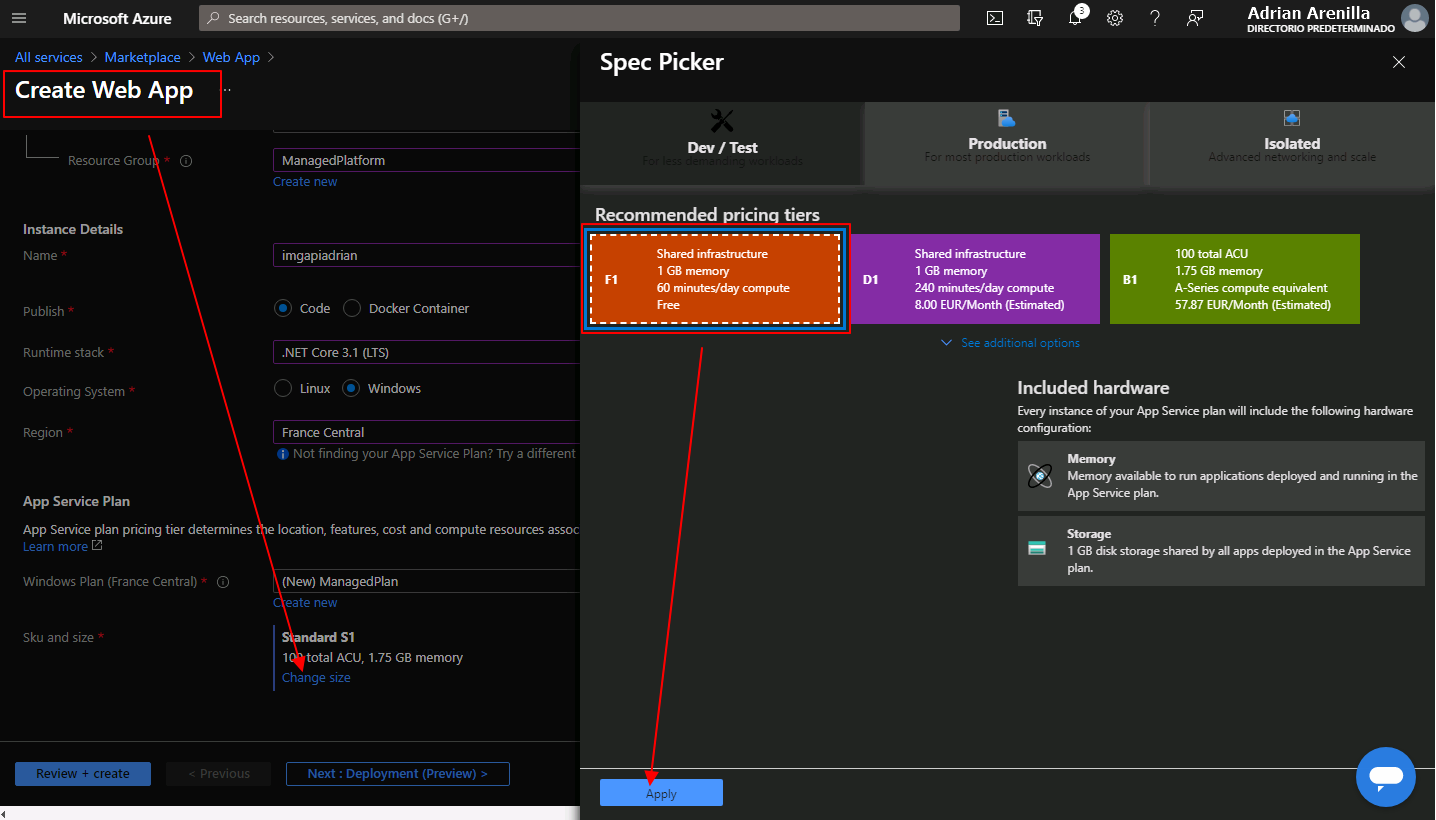 Microsoft Azure
Search resources, services, and docs (G+/)
3
Adrian Arenilla
DIRECTORIO PREDETERMINADO
All services > Marketplace > Web App >
Create Web App ...
Resource Group *
ManagedPlatform
Create new
Instance Details
Name *
imgapiadrian
Publish *
Code
Docker Container
Runtime stack *
.NET Core 3.1 (LTS)
Operating System *
Linux
Windows
Region *
France Central
Not finding your App Service Plan? Try a different
App Service Plan
App Service plan pricing tier determines the location, features, cost and compute resources assoc
Learn more
Windows Plan (France Central) *
(New) ManagedPlan
Create new
Sku and size *
Standard S1
100 total ACU, 1.75 GB memory
Change size
Review + create
< Previous
Next : Deployment (Preview) >
Spec Picker
Dev / Test
For less demanding workloads
Production
For most production workloads
Isolated
Advanced networking and scale
Recommended pricing tiers
F1
Shared infrastructure
1 GB memory
60 minutes/day compute
Free
D1
Shared infrastructure
1 GB memory
240 minutes/day compute
8.00 EUR/Month (Estimated)
B1
100 total ACU
1.75 GB memory
A-Series compute equivalent
57.87 EUR/Month (Estimated)
See additional options
Included hardware
Every instance of your App Service plan will include the following hardware
configuration:
Memory
Memory available to run applications deployed and running in the
App Service plan.
Storage
1 GB disk storage shared by all apps deployed in the App Service
plan.
Apply